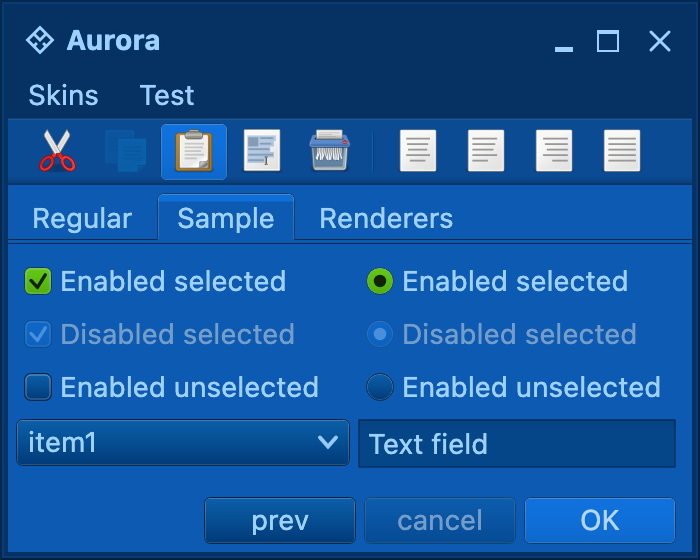 Aurora
Skins Test
Regular Sample Renderers
Enabled selected Enabled selected
Disabled selected Disabled selected
Enabled unselected Enabled unselected
item1 Text field
prev cancel OK